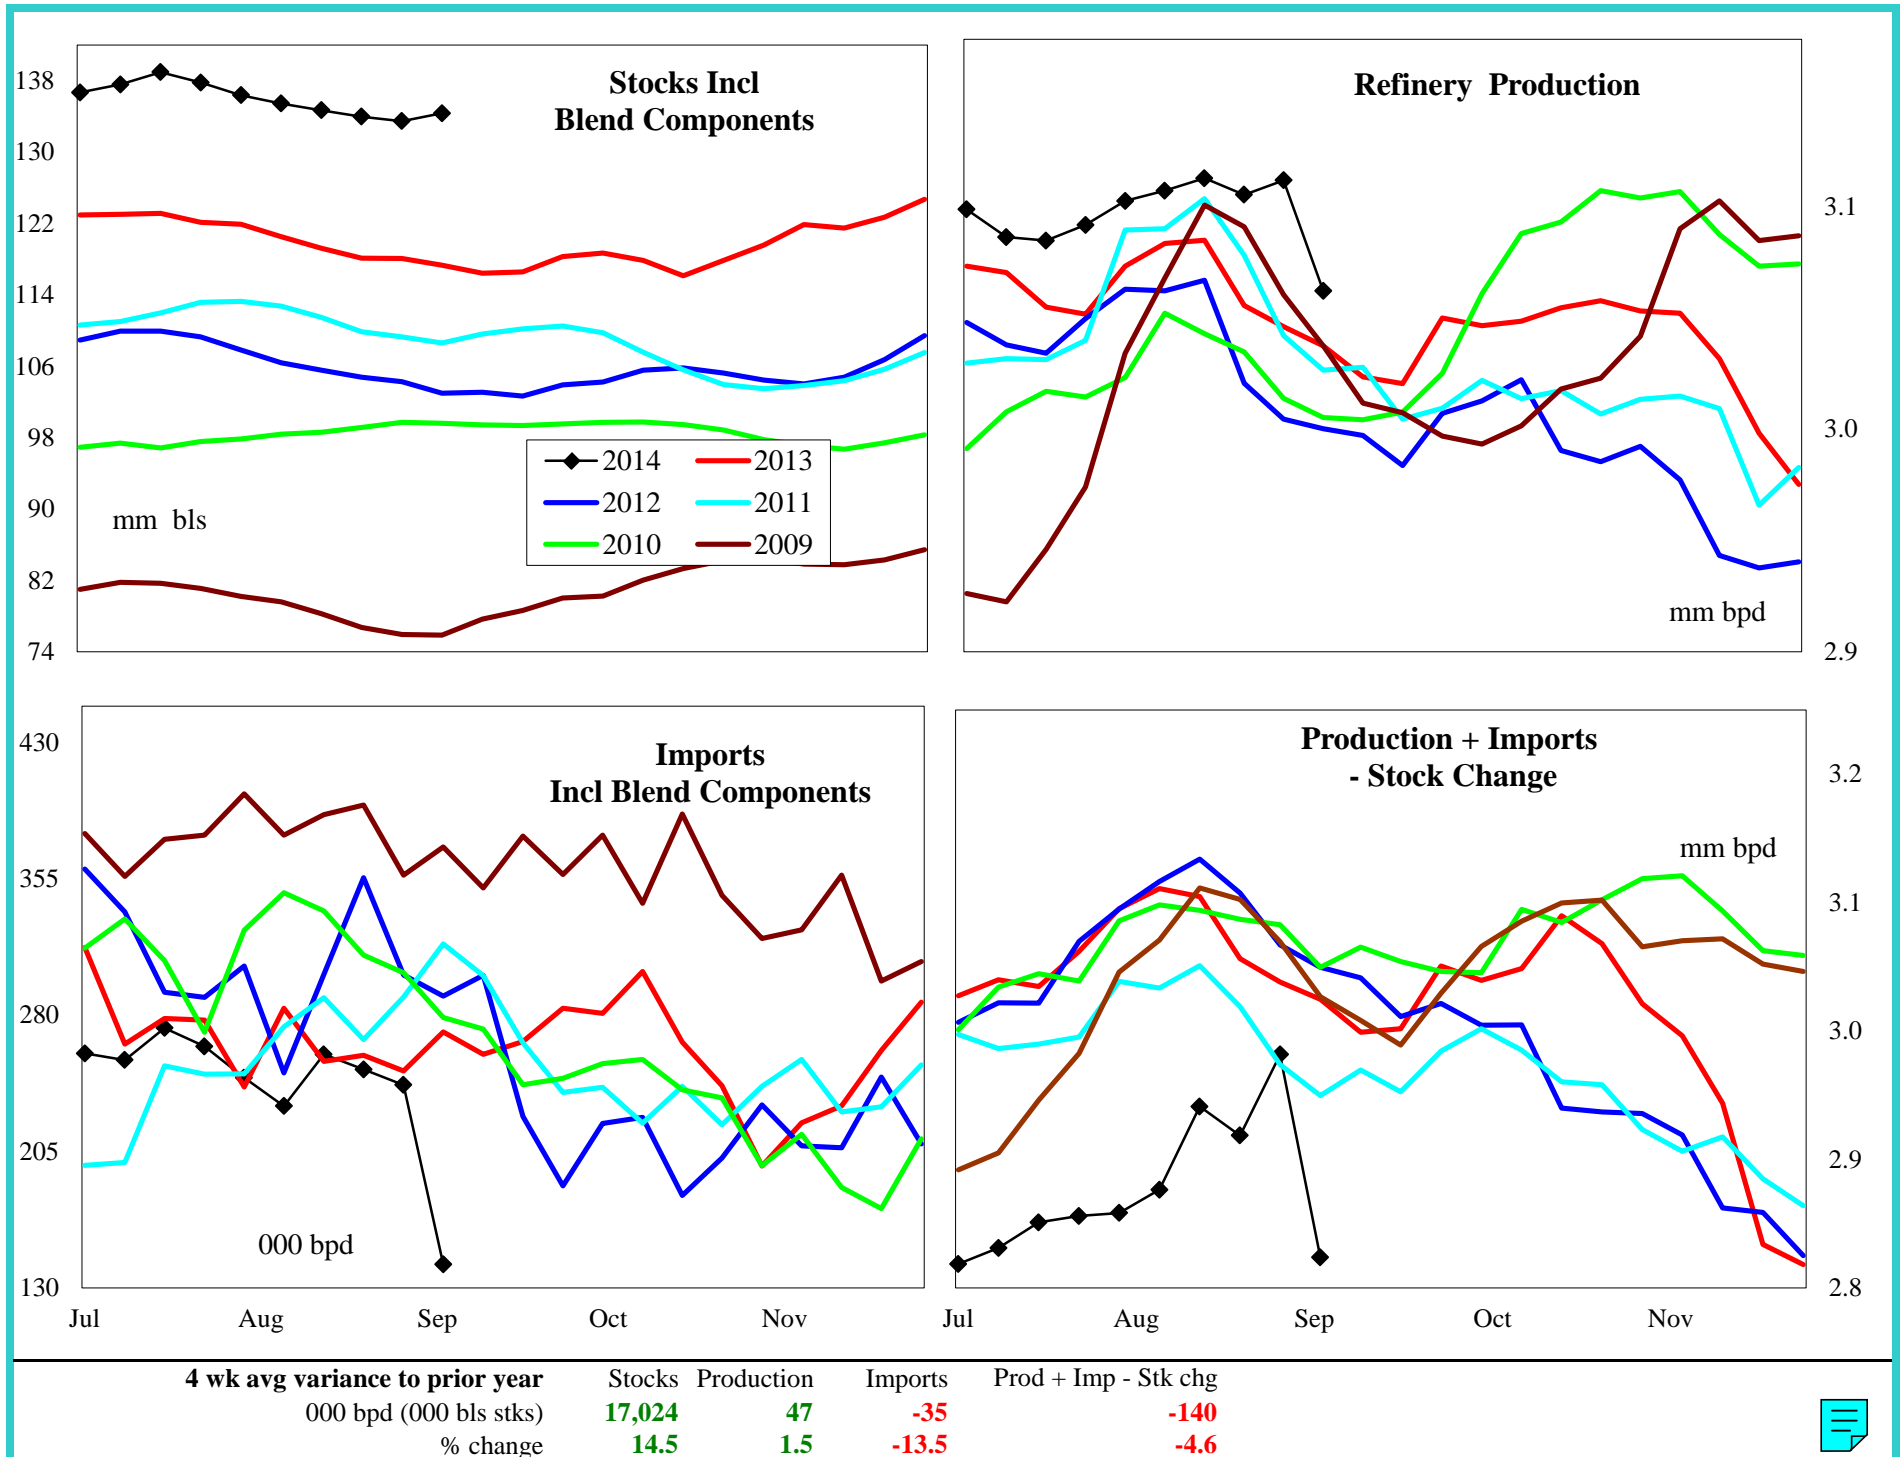 Stocks Incl
Blend Components
138
130
122
114
106
98
90
82
74
mm bls
2014
2013
2012
2011
2010
2009
Refinery Production
3.1
3.0
2.9
mm bpd
Imports
Incl Blend Components
430
355
280
205
130
000 bpd
Jul
Aug
Sep
Oct
Nov
Production + Imports
- Stock Change
mm bpd
3.2
3.1
3.0
2.9
2.8
Jul
Aug
Sep
Oct
Nov
4 wk avg variance to prior year Stocks Production Imports Prod + Imp - Stk chg
000 bpd (000 bls stks) 17,024 47 -35 -140
% change 14.5 1.5 -13.5 -4.6